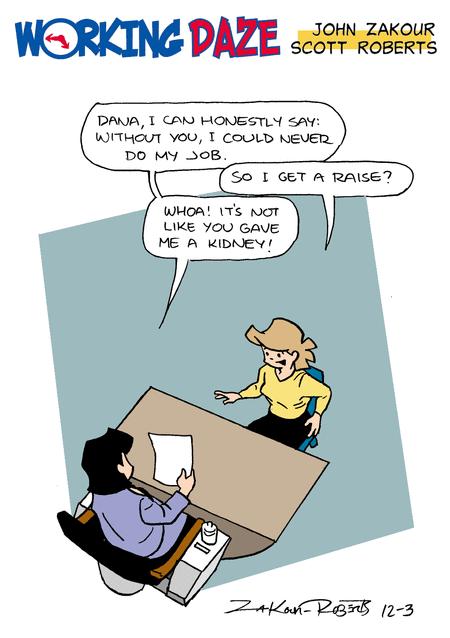 WORKING DAZE
JOHN ZAKOUR
SCOTT ROBERTS
DANA, I CAN HONESTLY SAY:
WITHOUT YOU, I COULD NEVER
DO MY JOB.
SO I GET A RAISE?
WHOA! IT'S NOT
LIKE YOU GAVE
ME A KIDNEY!
ZAKOUR-ROBERTS 12-3